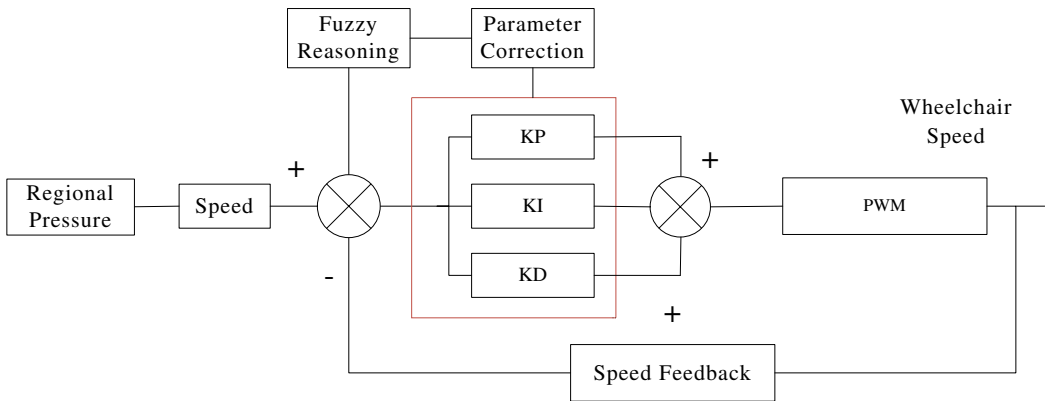 Fuzzy
Reasoning
Parameter
Correction
Wheelchair
Speed
KP
+
+
Regional
Pressure
Speed
KI
PWM
-
KD
+
Speed Feedback